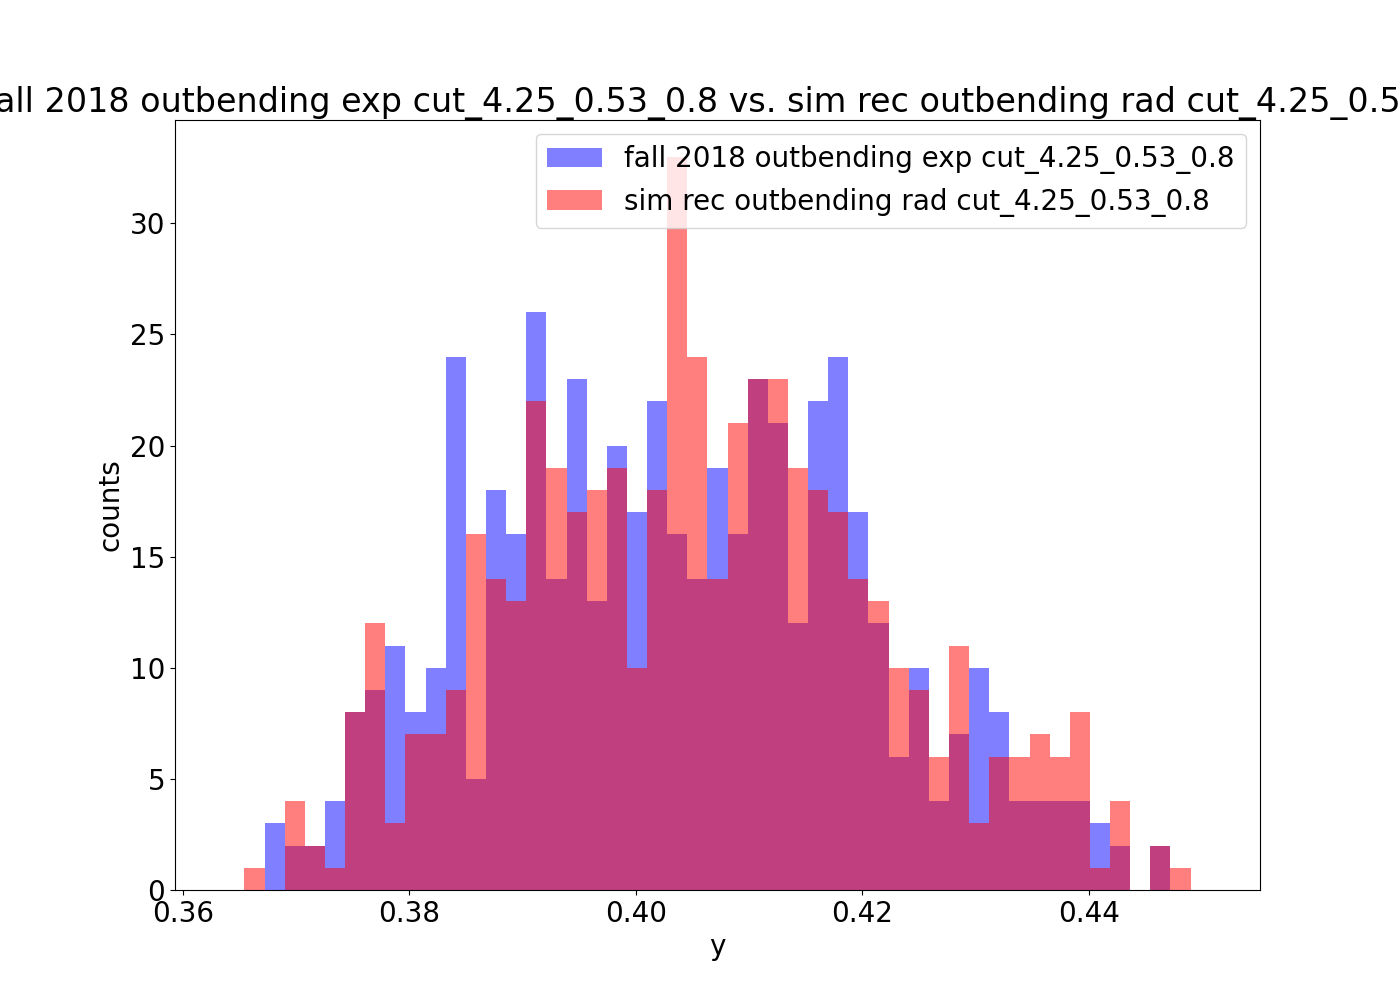 all 2018 outbending exp cut_4.25_0.53_0.8 vs. sim rec outbending rad cut_4.25_0.5
fall 2018 outbending exp cut_4.25_0.53_0.8
sim rec outbending rad cut_4.25_0.53_0.8
30
25
20
15
10
5
0
counts
0.36 0.38 0.40 0.42 0.44
y